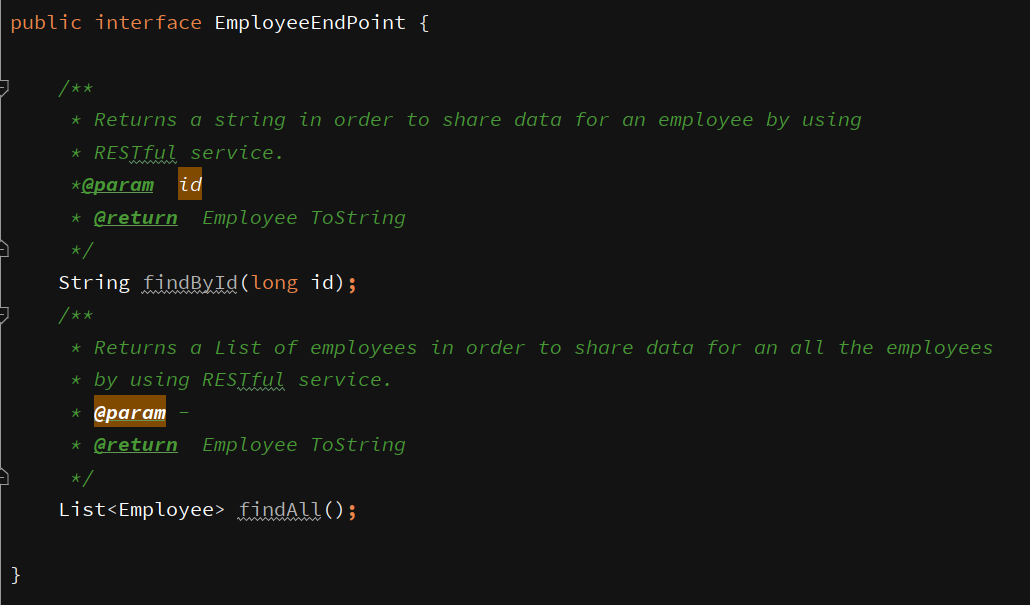 public interface EmployeeEndPoint {
/**
* Returns a string in order to share data for an employee by using
* RESTful service.
*@param  id
* @return  Employee ToString
*/
String findById(long id);
/**
* Returns a List of employees in order to share data for an all the employees
* by using RESTful service.
* @param -
* @return  Employee ToString
*/
List<Employee> findAll();
}